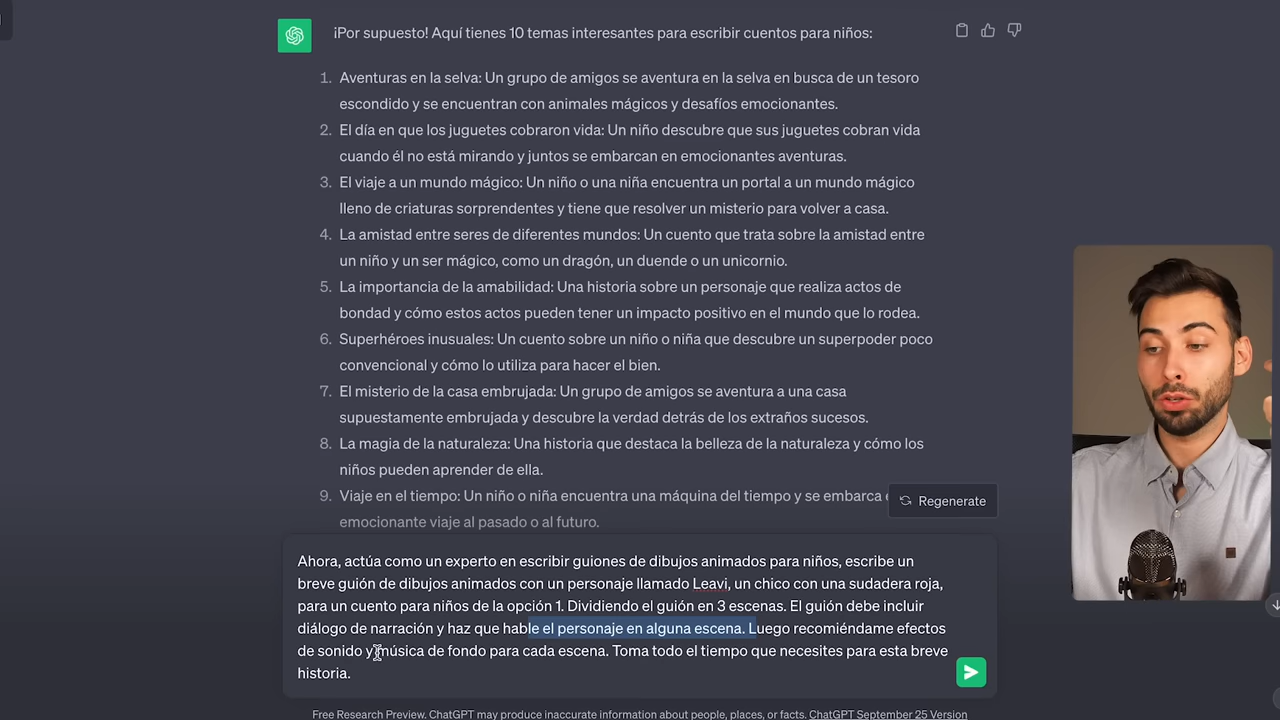 ¡Por supuesto! Aquí tienes 10 temas interesantes para escribir cuentos para niños:
1. Aventuras en la selva: Un grupo de amigos se aventura en la selva en busca de un tesoro
escondido y se encuentran con animales mágicos y desafíos emocionantes.
2. El día en que los juguetes cobraron vida: Un niño descubre que sus juguetes cobran vida
cuando él no está mirando y juntos se embarcan en emocionantes aventuras.
3. El viaje a un mundo mágico: Un niño o una niña encuentra un portal a un mundo mágico
lleno de criaturas sorprendentes y tiene que resolver un misterio para volver a casa.
4. La amistad entre seres de diferentes mundos: Un cuento que trata sobre la amistad entre
un niño y un ser mágico, como un dragón, un duende o un unicornio.
5. La importancia de la amabilidad: Una historia sobre un personaje que realiza actos de
bondad y cómo estos actos pueden tener un impacto positivo en el mundo que lo rodea.
6. Superhéroes inusuales: Un cuento sobre un niño o niña que descubre un superpoder poco
convencional y cómo lo utiliza para hacer el bien.
7. El misterio de la casa embrujada: Un grupo de amigos se aventura a una casa
supuestamente embrujada y descubre la verdad detrás de los extraños sucesos.
8. La magia de la naturaleza: Una historia que destaca la belleza de la naturaleza y cómo los
niños pueden aprender de ella.
9. Viaje en el tiempo: Un niño o niña encuentra una máquina del tiempo y se embarca
emocionante viaje al pasado o al futuro.
Regenerate
Ahora, actúa como un experto en escribir guiones de dibujos animados para niños, escribe un
breve guión de dibujos animados con un personaje llamado Leavi, un chico con una sudadera roja,
para un cuento para niños de la opción 1. Dividiendo el guión en 3 escenas. El guión debe incluir
diálogo de narración y haz que hable el personaje en alguna escena. Luego recomiéndame efectos
de sonido y música de fondo para cada escena. Toma todo el tiempo que necesites para esta breve
historia.
Free Research Preview. ChatGPT may produce inaccurate information about people, places, or facts. ChatGPT September 25 Version